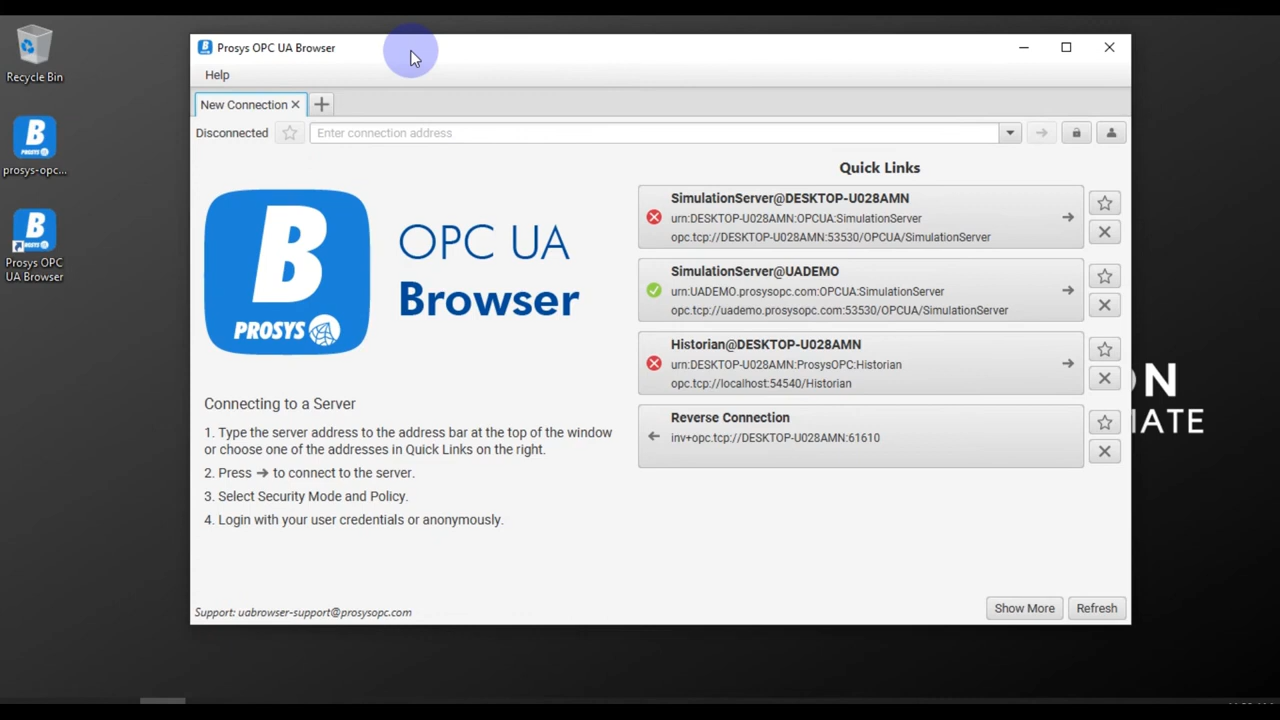 Recycle Bin
prosys-opc...
Prosys OPC
UA Browser
Prosys OPC UA Browser
Help
New Connection
Disconnected
Enter connection address
B
PROSYS
OPC UA
Browser
Connecting to a Server
1. Type the server address to the address bar at the top of the window
or choose one of the addresses in Quick Links on the right.
2. Press → to connect to the server.
3. Select Security Mode and Policy.
4. Login with your user credentials or anonymously.
Quick Links
SimulationServer@DESKTOP-U028AMN
urn:DESKTOP-U028AMN:OPCUA:SimulationServer
opc.tcp://DESKTOP-U028AMN:53530/OPCUA/SimulationServer
SimulationServer@UADEMO
urn:UADEMO.prosysopc.com:OPCUA:SimulationServer
opc.tcp://uademo.prosysopc.com:53530/OPCUA/SimulationServer
Historian@DESKTOP-U028AMN
urn:DESKTOP-U028AMN:ProsysOPC:Historian
opc.tcp://localhost:54540/Historian
Reverse Connection
inv+opc.tcp://DESKTOP-U028AMN:61610
Support: uabrowser-support@prosysopc.com
Show More
Refresh